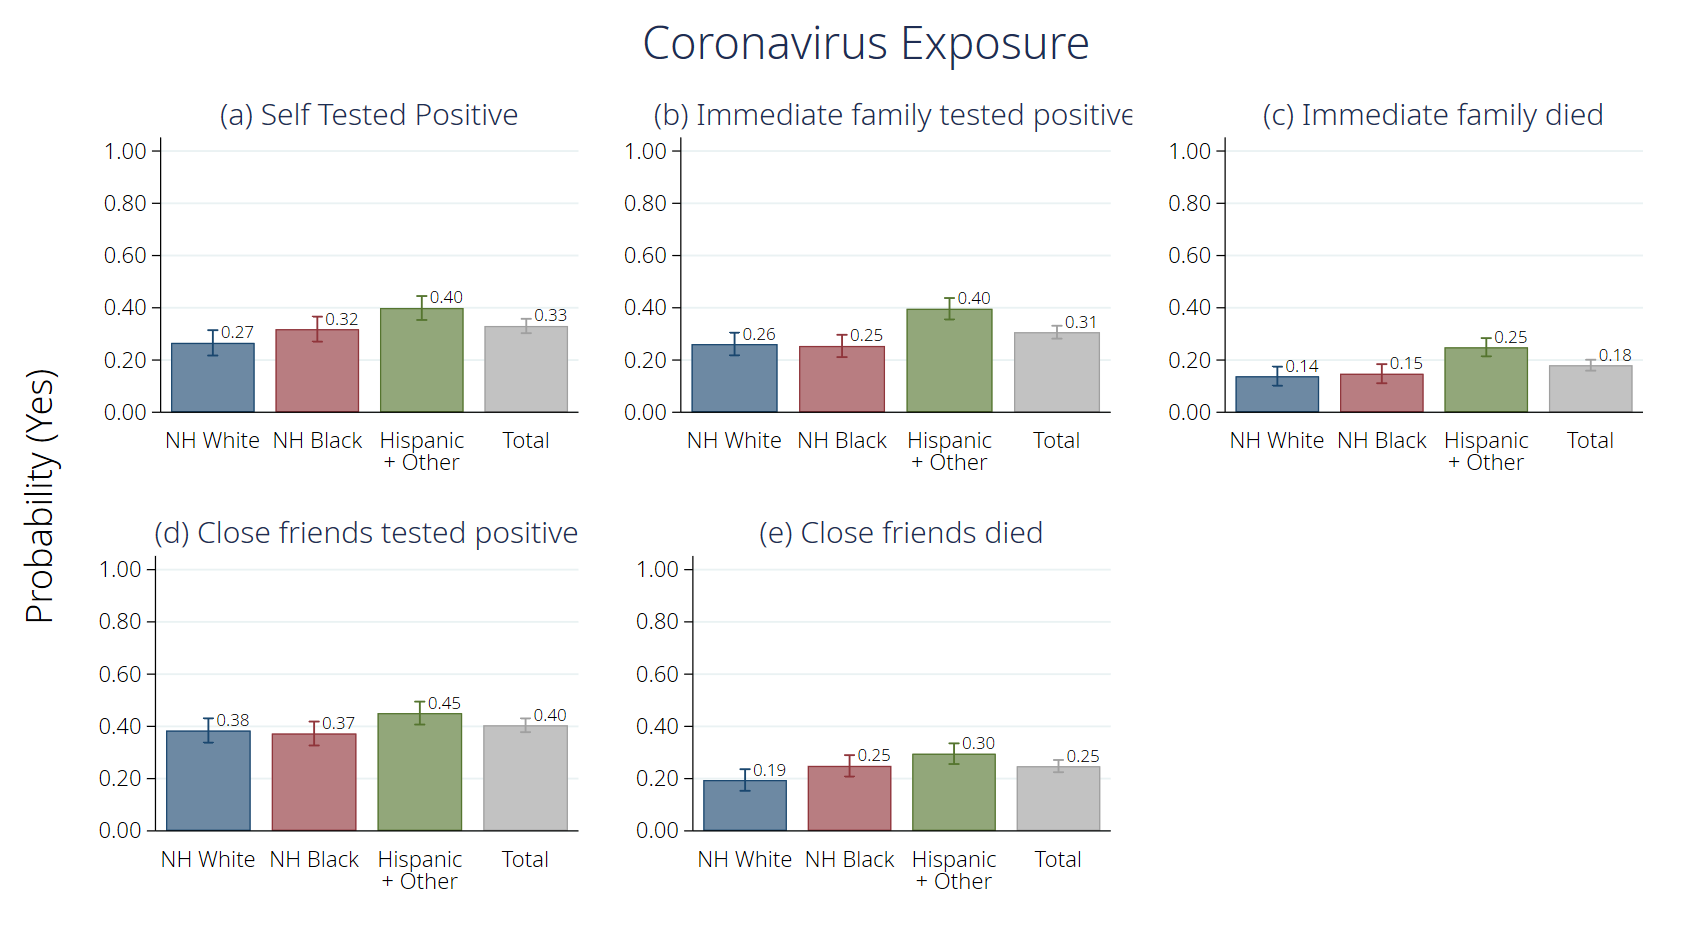 Coronavirus Exposure
Probability (Yes)
(a) Self Tested Positive
1.00
0.80
0.60
0.40
0.20
0.00
0.27
0.32
0.40
0.33
NH White
NH Black
Hispanic
+ Other
Total
(b) Immediate family tested positive
1.00
0.80
0.60
0.40
0.20
0.00
0.26
0.25
0.40
0.31
NH White
NH Black
Hispanic
+ Other
Total
(c) Immediate family died
1.00
0.80
0.60
0.40
0.20
0.00
0.14
0.15
0.25
0.18
NH White
NH Black
Hispanic
+ Other
Total
(d) Close friends tested positive
1.00
0.80
0.60
0.40
0.20
0.00
0.38
0.37
0.45
0.40
NH White
NH Black
Hispanic
+ Other
Total
(e) Close friends died
1.00
0.80
0.60
0.40
0.20
0.00
0.19
0.25
0.30
0.25
NH White
NH Black
Hispanic
+ Other
Total